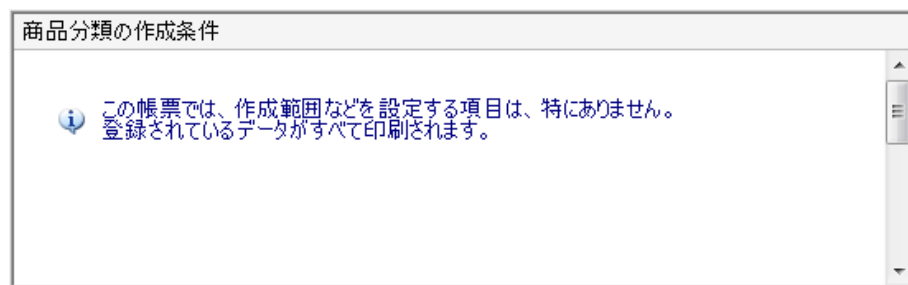 商品分類の作成条件
この帳票では、作成範囲などを設定する項目は、特にありません。
登録されているデータがすべて印刷されます。